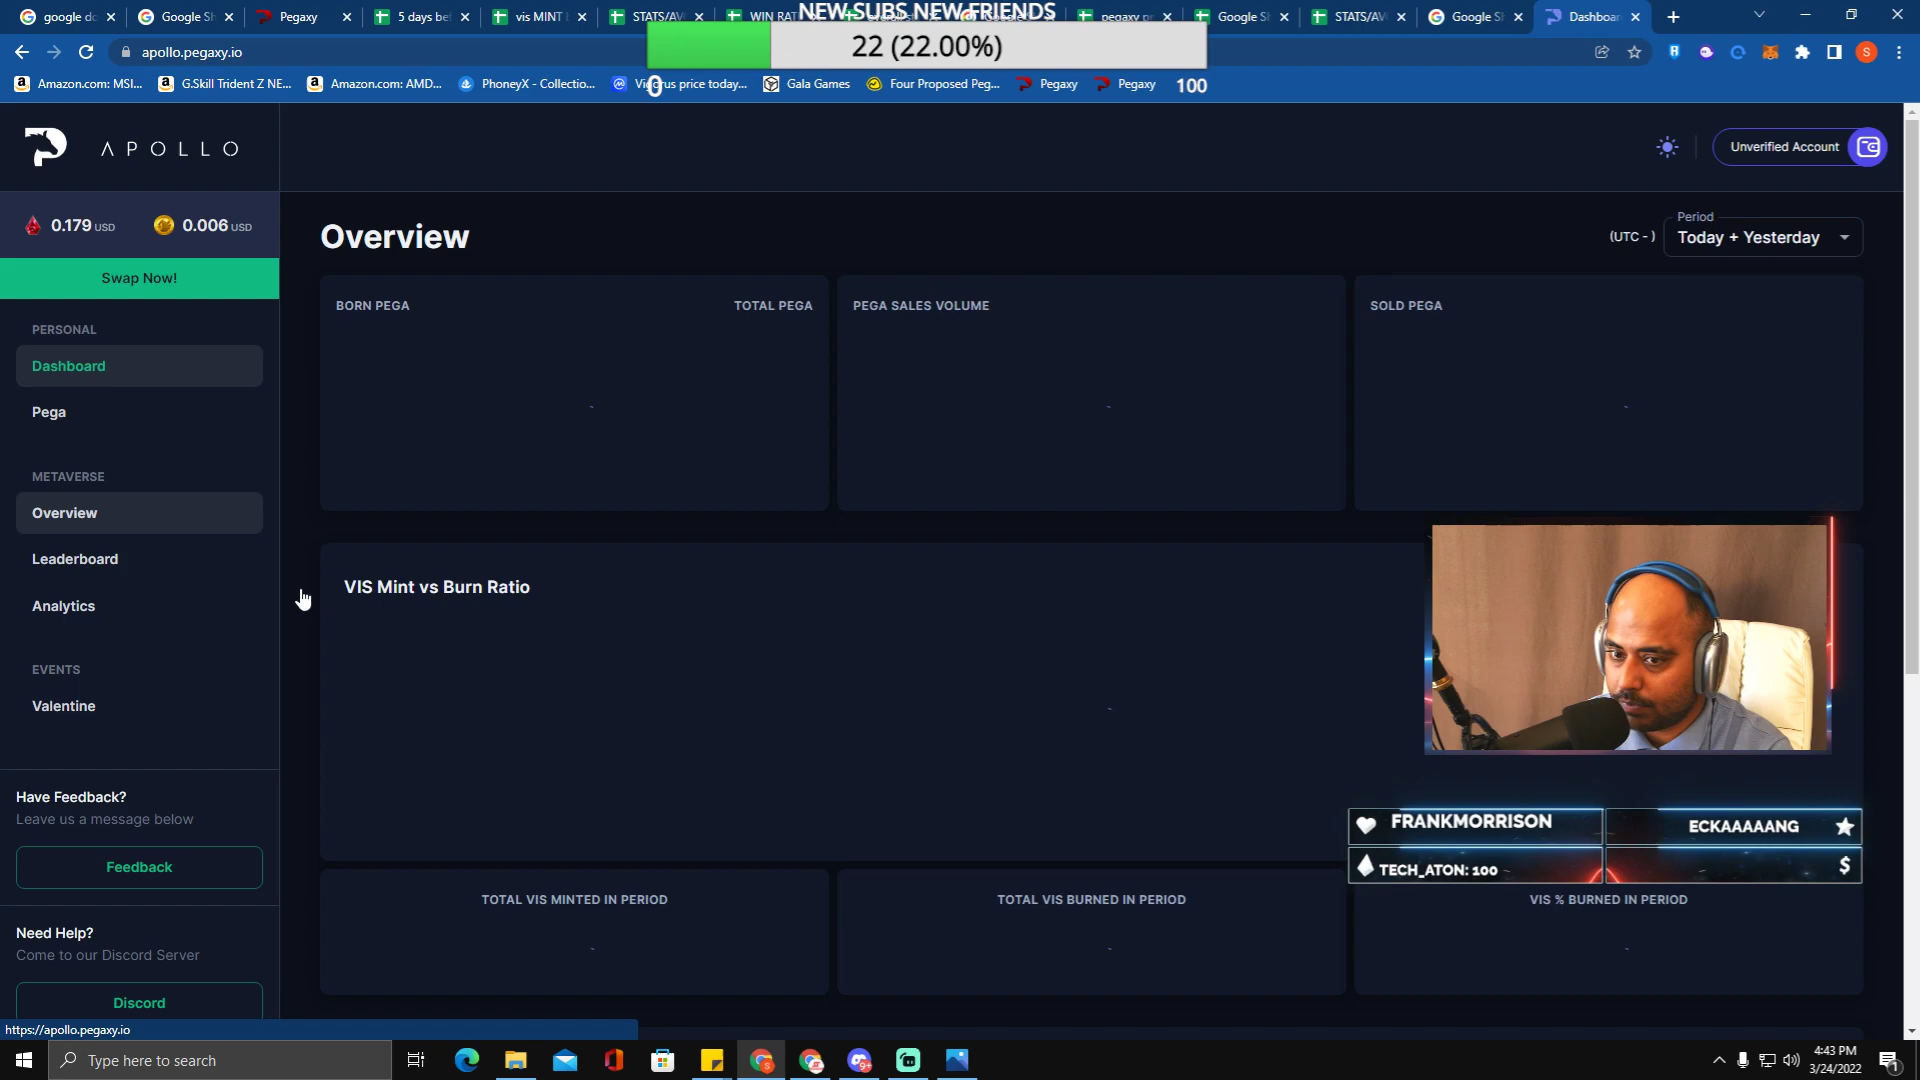 google do
Google Sh
Pegaxy
5 days bef
vis MINT
STATS/AV
WIN RAT
pegaxy pr
Google Sh
STATS/AV
Google Sh
Dashboar
NEW SUBS NEW FRIENDS
22 (22.00%)
0
100
apollo.pegaxy.io
S
Amazon.com: MSI...
G.Skill Trident Z NE...
Amazon.com: AMD...
PhoneyX - Collectio...
Vigorus price today...
Gala Games
Four Proposed Peg...
Pegaxy
Pegaxy
APOLLO
Unverified Account
0.179 USD
0.006 USD
Swap Now!
PERSONAL
Dashboard
Pega
METAVERSE
Overview
Leaderboard
Analytics
EVENTS
Valentine
Have Feedback?
Leave us a message below
Feedback
Need Help?
Come to our Discord Server
Discord
Overview
(UTC - )
Period
Today + Yesterday
BORN PEGA
TOTAL PEGA
PEGA SALES VOLUME
SOLD PEGA
VIS Mint vs Burn Ratio
FRANKMORRISON
ECKAAAAANG
TECH_ATON: 100
$
TOTAL VIS MINTED IN PERIOD
TOTAL VIS BURNED IN PERIOD
VIS % BURNED IN PERIOD
https://apollo.pegaxy.io
Type here to search
9+
4:43 PM
3/24/2022
1